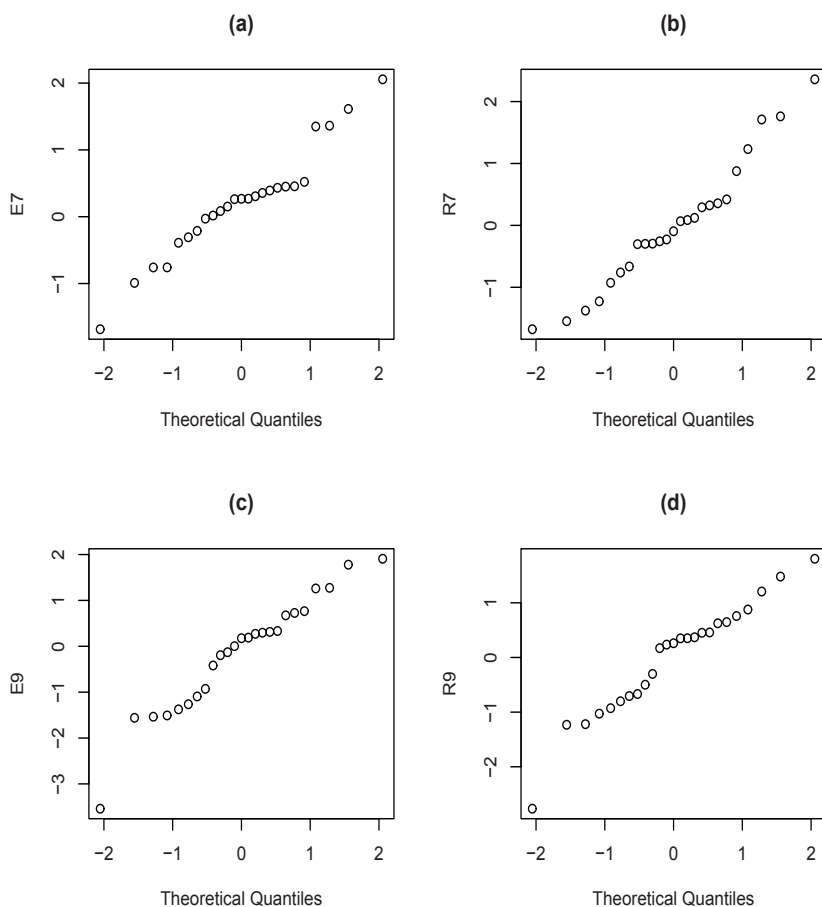 (a)
2
1
0
−1
E7
−2 −1 0 1 2
Theoretical Quantiles
(b)
2
1
0
−1
R7
−2 −1 0 1 2
Theoretical Quantiles
(c)
2
1
0
−1
−2
−3
E9
−2 −1 0 1 2
Theoretical Quantiles
(d)
1
0
−1
−2
R9
−2 −1 0 1 2
Theoretical Quantiles